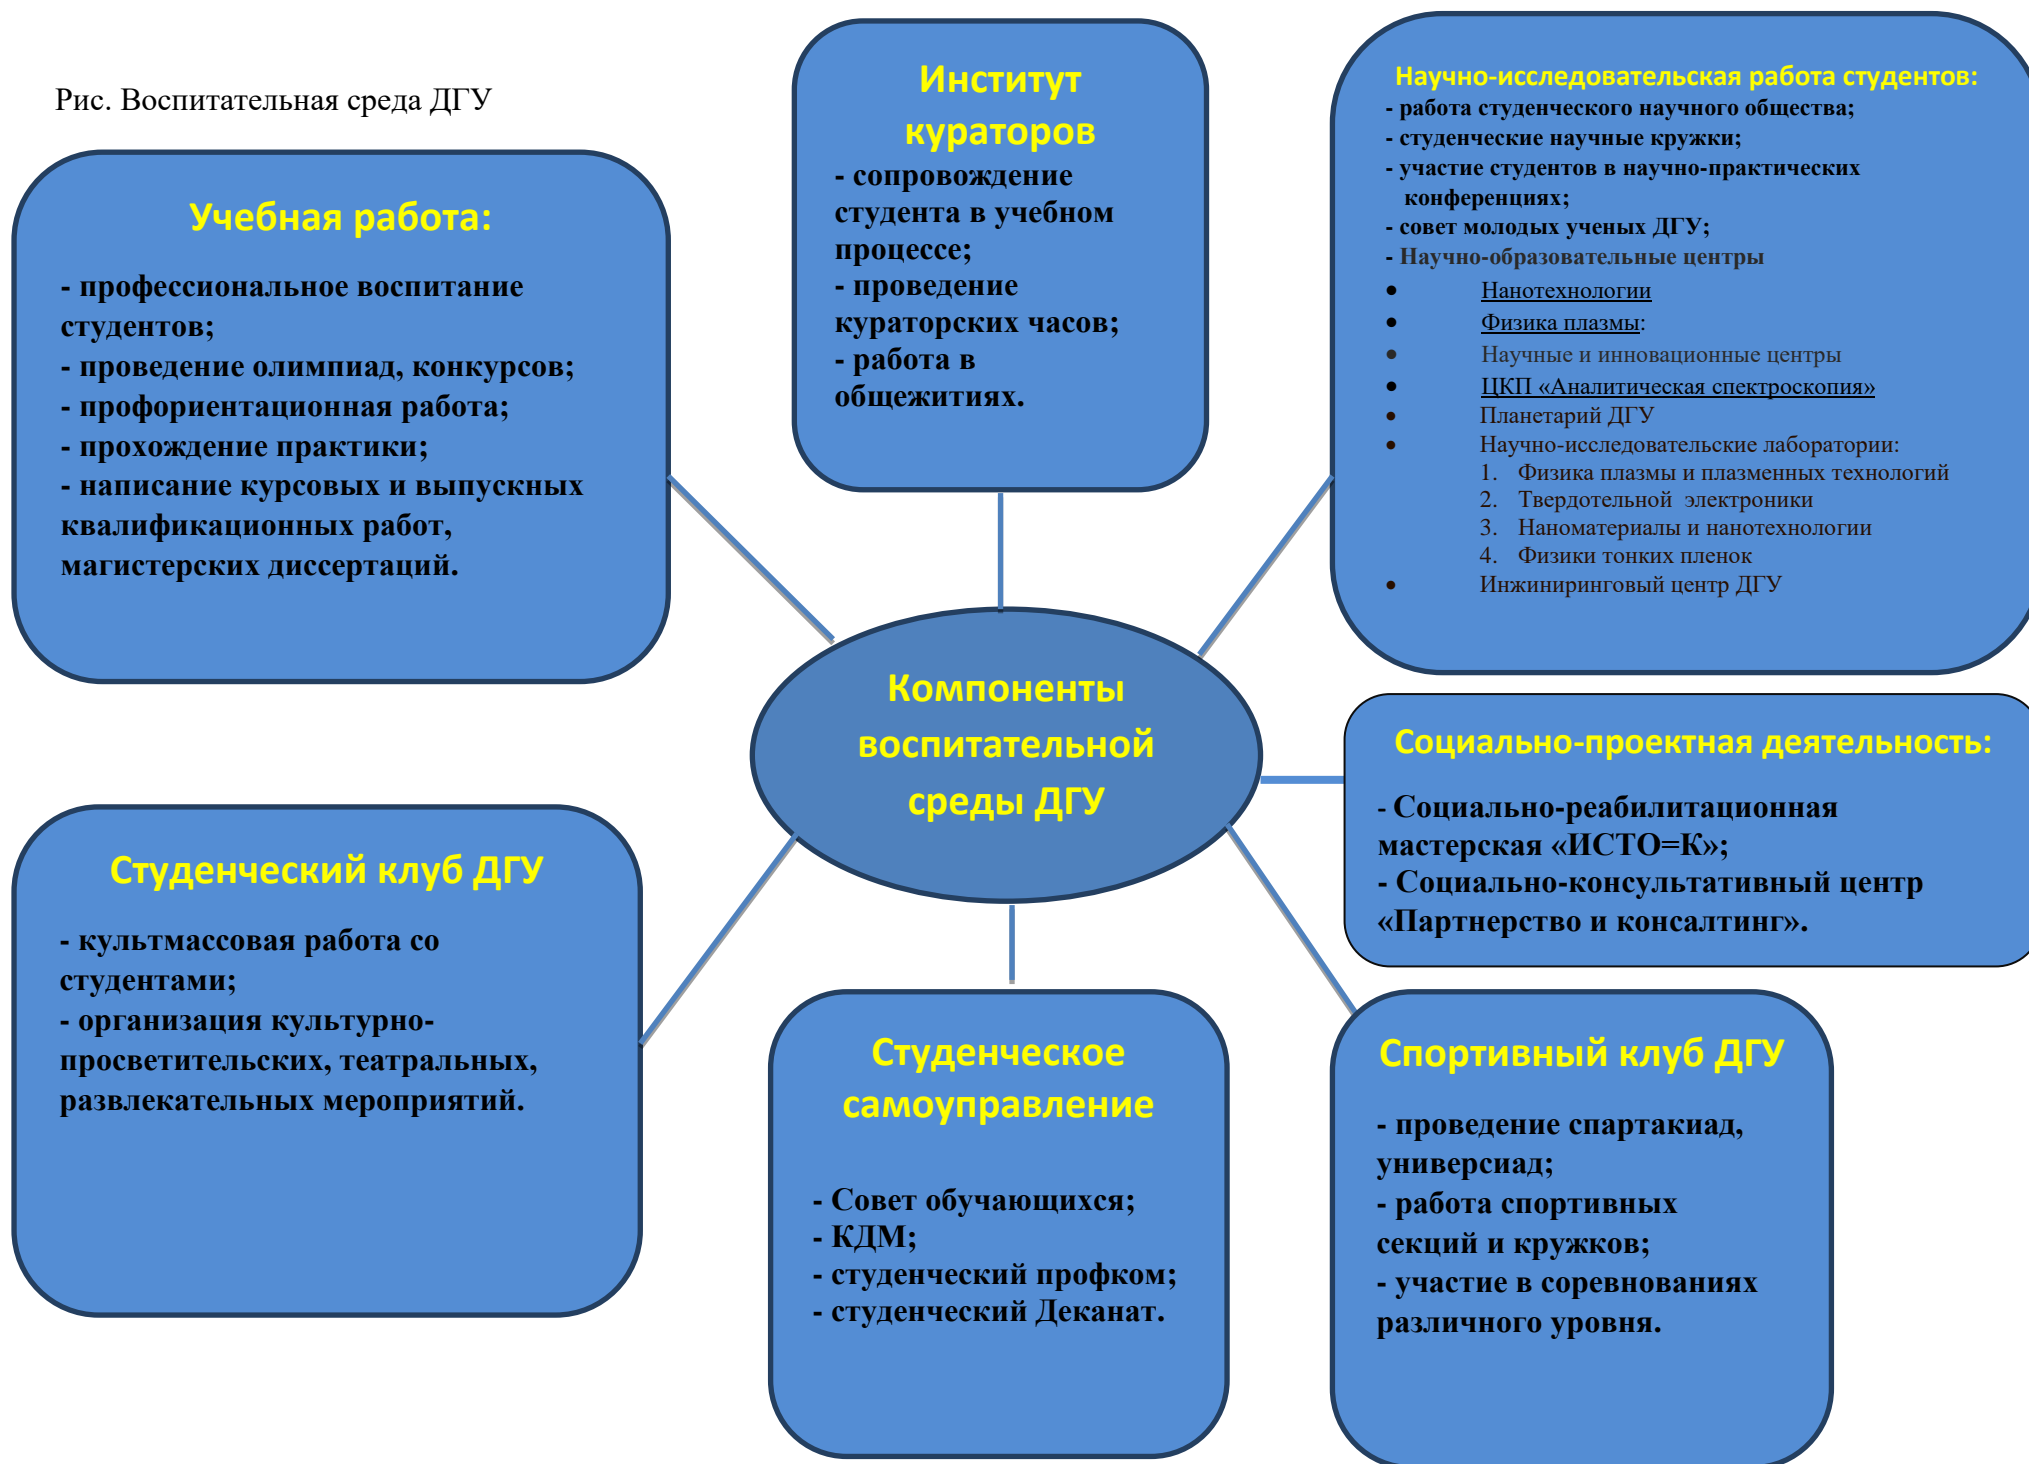 Рис. Воспитательная среда ДГУ
Учебная работа:
- профессиональное воспитание
студентов;
- проведение олимпиад, конкурсов;
- профориентационная работа;
- прохождение практики;
- написание курсовых и выпускных
квалификационных работ,
магистерских диссертаций.
Институт
кураторов
- сопровождение
студента в учебном
процессе;
- проведение
кураторских часов;
- работа в
общежитиях.
Научно-исследовательская работа студентов:
- работа студенческого научного общества;
- студенческие научные кружки;
- участие студентов в научно-практических
конференциях;
- совет молодых ученых ДГУ;
- Научно-образовательные центры
• Нанотехнологии
• Физика плазмы:
• Научные и инновационные центры
• ЦКП «Аналитическая спектроскопия»
• Планетарий ДГУ
• Научно-исследовательские лаборатории:
1. Физика плазмы и плазменных технологий
2. Твердотельной  электроники
3. Наноматериалы и нанотехнологии
4. Физики тонких пленок
• Инжиниринговый центр ДГУ
Компоненты
воспитательной
среды ДГУ
Социально-проектная деятельность:
- Социально-реабилитационная
мастерская «ИСТО=К»;
- Социально-консультативный центр
«Партнерство и консалтинг».
Студенческий клуб ДГУ
- культмассовая работа со
студентами;
- организация культурно-
просветительских, театральных,
развлекательных мероприятий.
Студенческое
самоуправление
- Совет обучающихся;
- КДМ;
- студенческий профком;
- студенческий Деканат.
Спортивный клуб ДГУ
- проведение спартакиад,
универсиад;
- работа спортивных
секций и кружков;
- участие в соревнованиях
различного уровня.